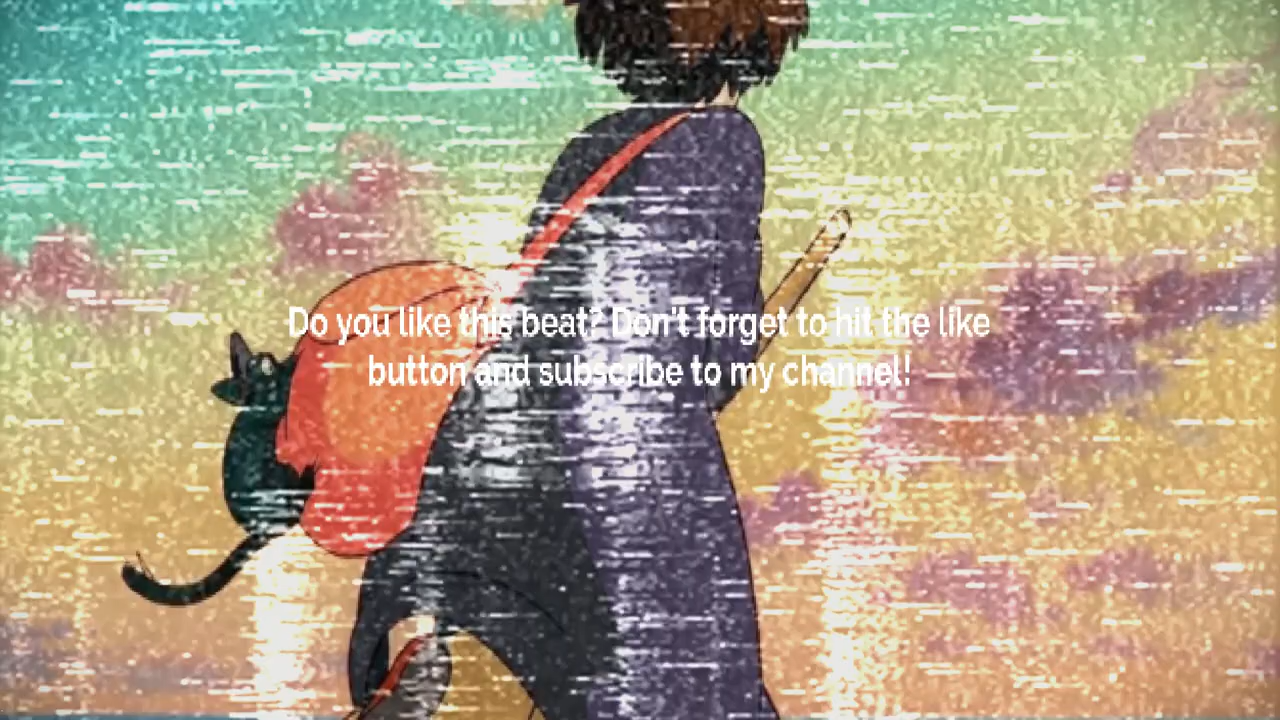 Do you like this beat? Don't forget to hit the like
button and subscribe to my channel!